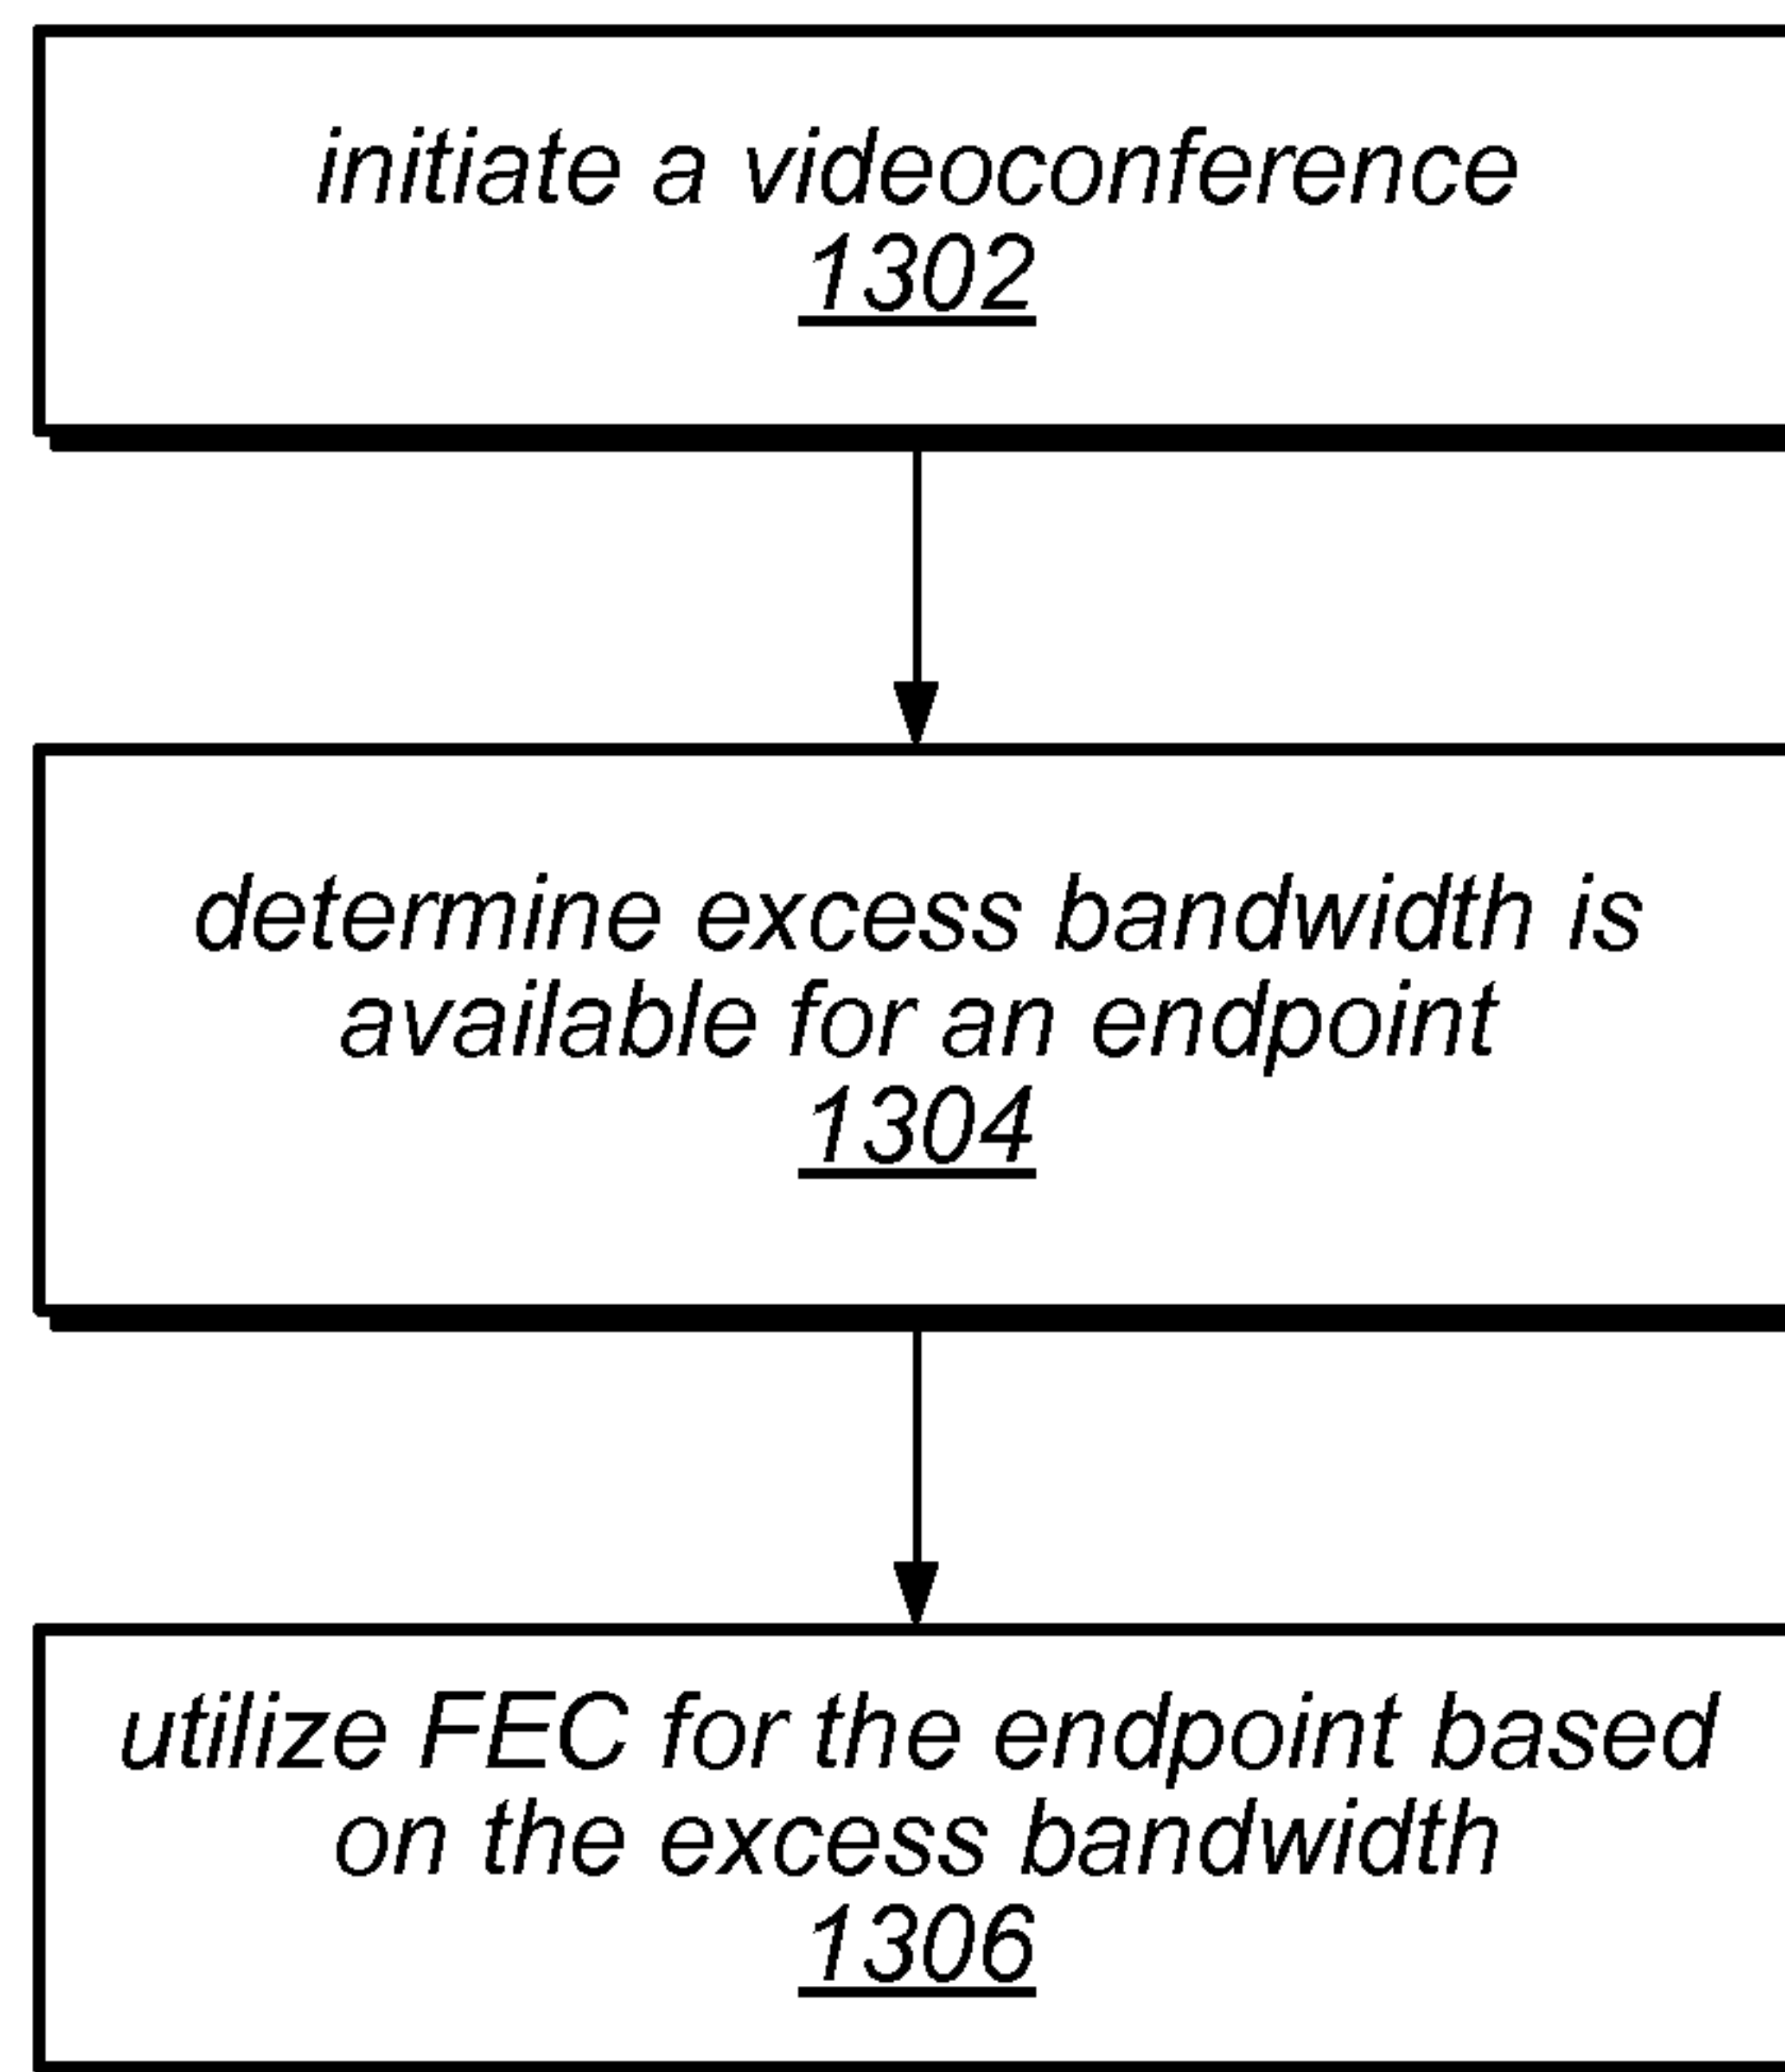 initiate a videoconference
1302
determine excess bandwidth is
available for an endpoint
1304
utilize FEC for the endpoint based
on the excess bandwidth
1306